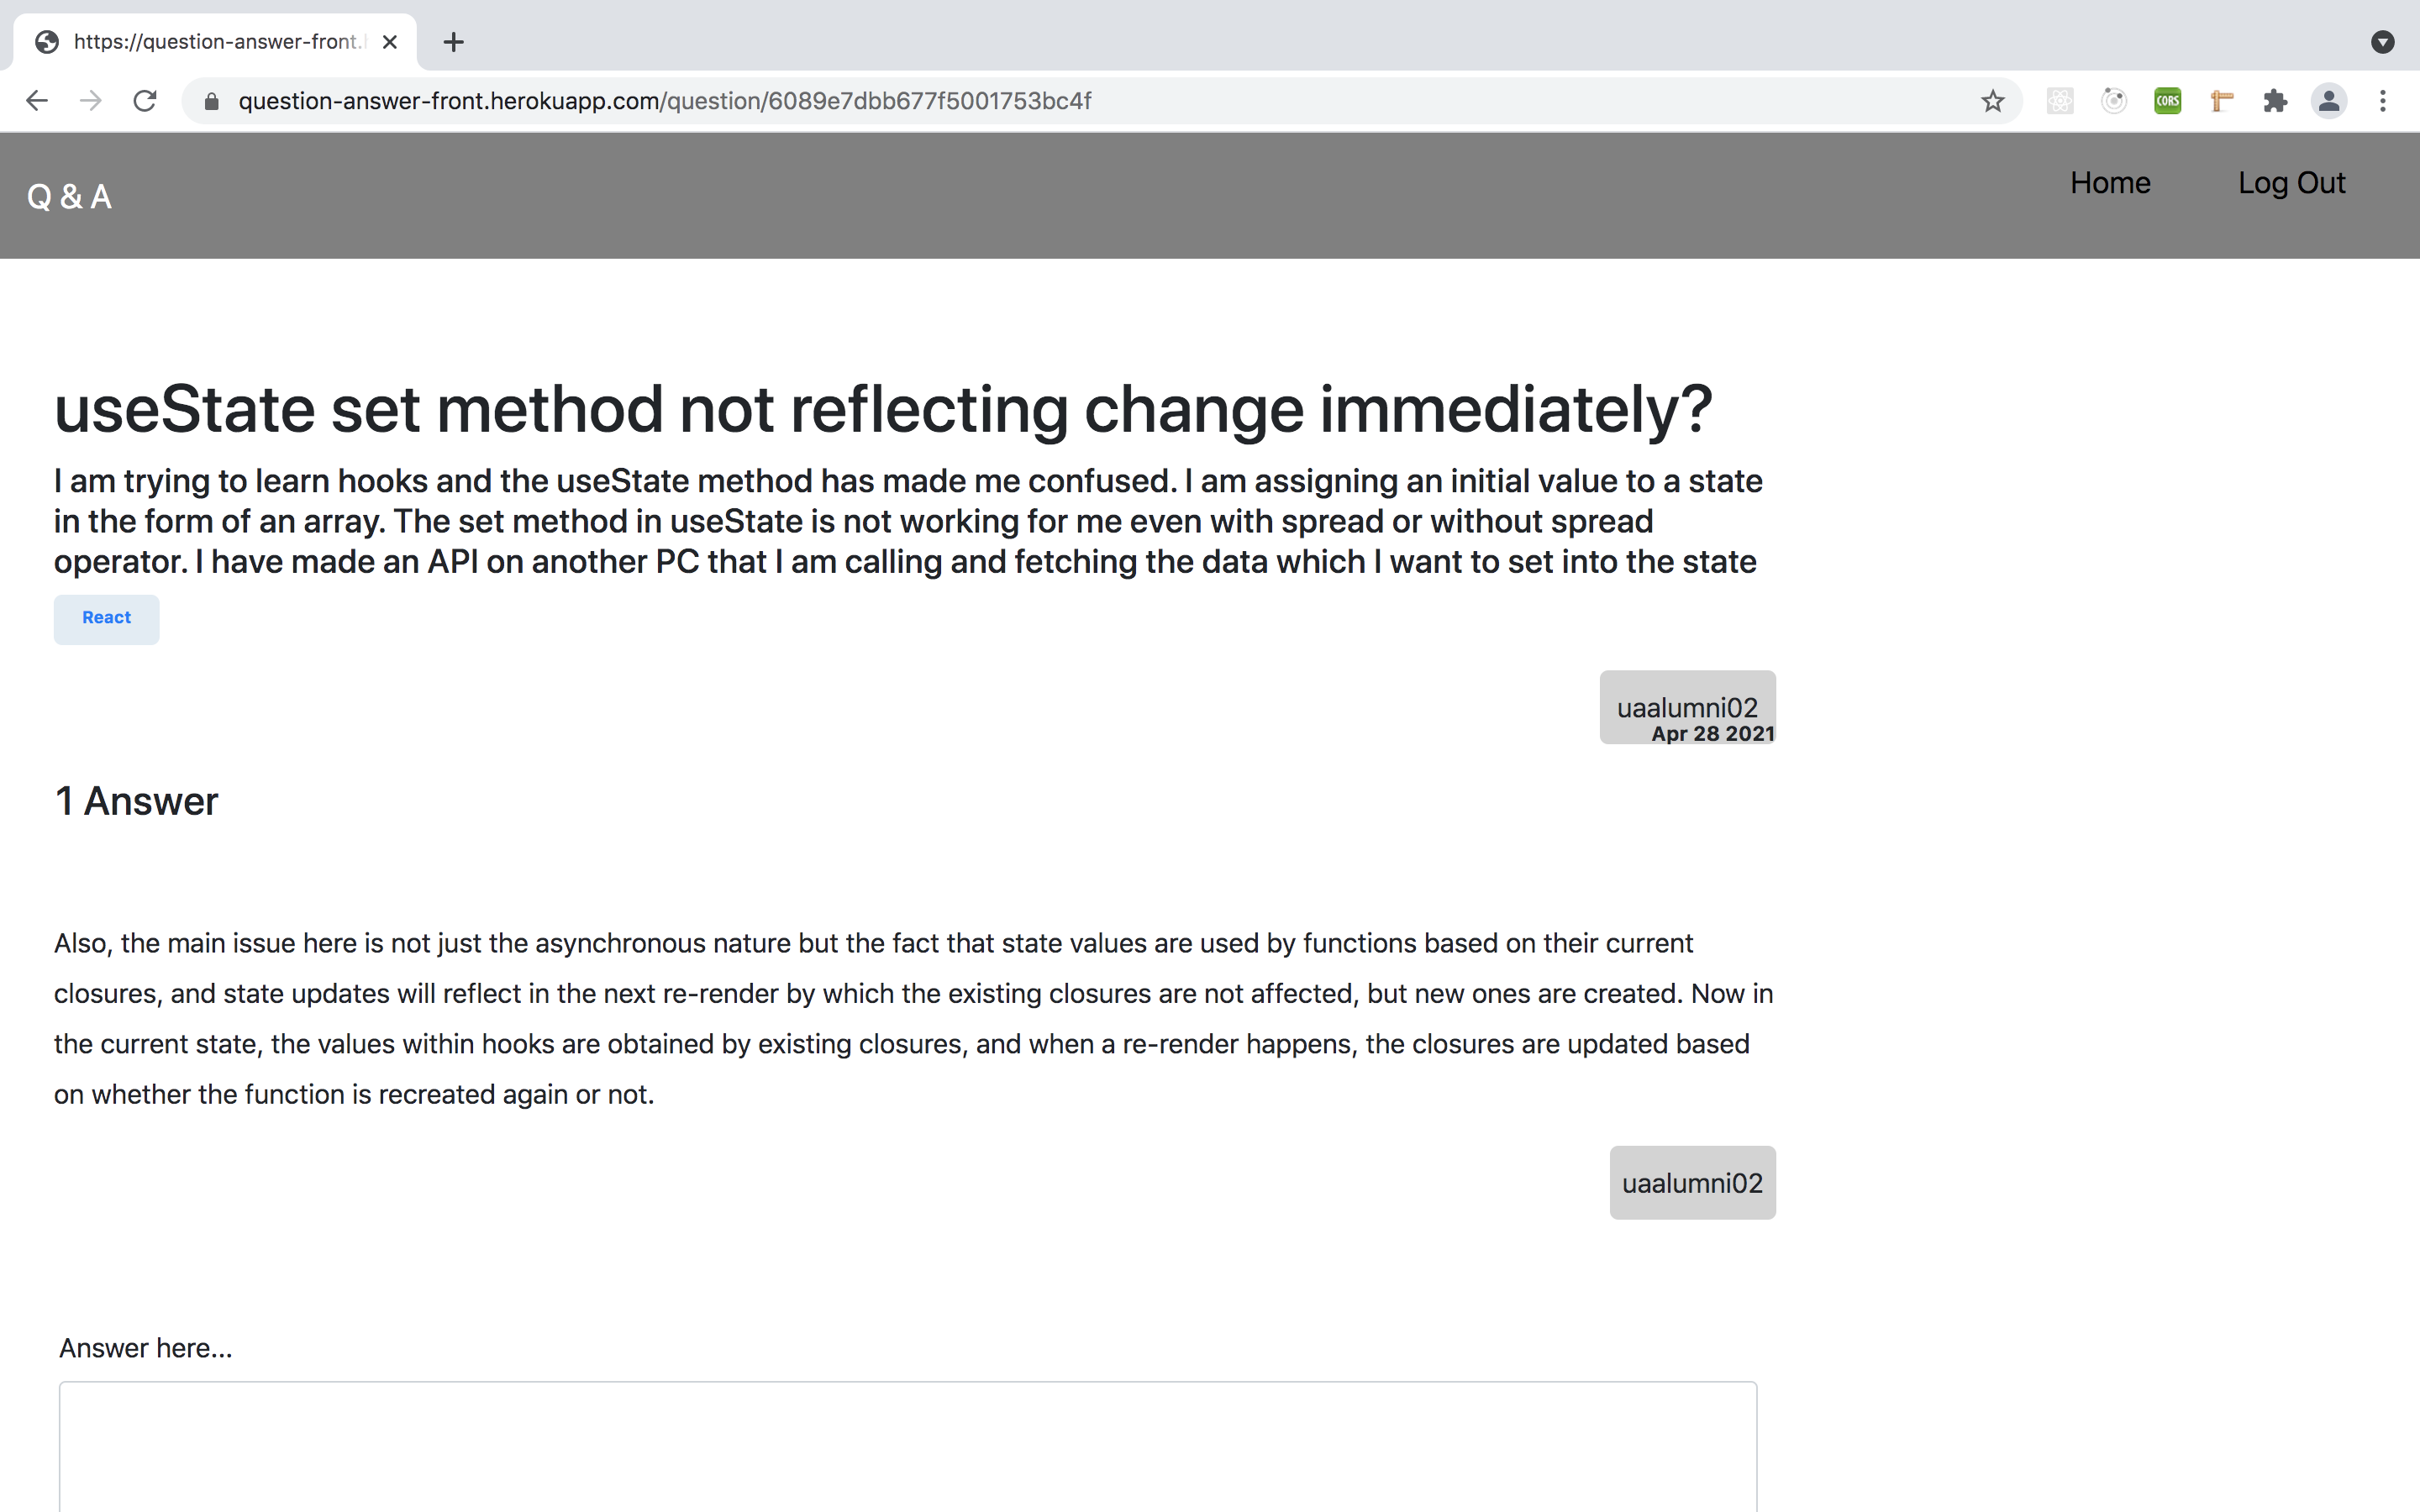 https://question-answer-front.
question-answer-front.herokuapp.com/question/6089e7dbb677f5001753bc4f
CORS
Q & A
Home
Log Out
useState set method not reflecting change immediately?
I am trying to learn hooks and the useState method has made me confused. I am assigning an initial value to a state
in the form of an array. The set method in useState is not working for me even with spread or without spread
operator. I have made an API on another PC that I am calling and fetching the data which I want to set into the state
React
uaalumni02
Apr 28 2021
1 Answer
Also, the main issue here is not just the asynchronous nature but the fact that state values are used by functions based on their current
closures, and state updates will reflect in the next re-render by which the existing closures are not affected, but new ones are created. Now in
the current state, the values within hooks are obtained by existing closures, and when a re-render happens, the closures are updated based
on whether the function is recreated again or not.
uaalumni02
Answer here...